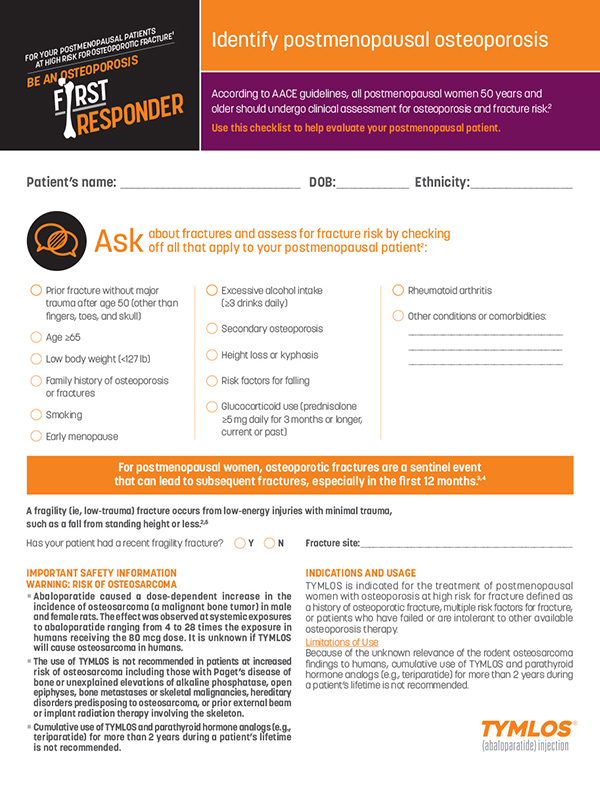 FOR YOUR POSTMENOPAUSAL PATIENTS
AT HIGH RISK FOR OSTEOPOROTIC FRACTURE¹
BE AN OSTEOPOROSIS
FIRST
RESPONDER
Identify postmenopausal osteoporosis
According to AACE guidelines, all postmenopausal women 50 years and
older should undergo clinical assessment for osteoporosis and fracture risk.²
Use this checklist to help evaluate your postmenopausal patient.
Patient's name: ____________ DOB:____________ Ethnicity:____________
Ask about fractures and assess for fracture risk by checking
off all that apply to your postmenopausal patient²:
Prior fracture without major
trauma after age 50 (other than
fingers, toes, and skull)
Age ≥65
Low body weight (<127 lb)
Family history of osteoporosis
or fractures
Smoking
Early menopause
Excessive alcohol intake
(≥3 drinks daily)
Secondary osteoporosis
Height loss or kyphosis
Risk factors for falling
Glucocorticoid use (prednisolone
≥5 mg daily for 3 months or longer,
current or past)
Rheumatoid arthritis
Other conditions or comorbidities:
For postmenopausal women, osteoporotic fractures are a sentinel event
that can lead to subsequent fractures, especially in the first 12 months.³,⁴
A fragility (ie, low-trauma) fracture occurs from low-energy injuries with minimal trauma,
such as a fall from standing height or less.²,⁵
Has your patient had a recent fragility fracture? Y N Fracture site:____________
IMPORTANT SAFETY INFORMATION
WARNING: RISK OF OSTEOSARCOMA
Abaloparatide caused a dose-dependent increase in the
incidence of osteosarcoma (a malignant bone tumor) in male
and female rats. The effect was observed at systemic exposures
to abaloparatide ranging from 4 to 28 times the exposure in
humans receiving the 80 mcg dose. It is unknown if TYMLOS
will cause osteosarcoma in humans.
The use of TYMLOS is not recommended in patients at increased
risk of osteosarcoma including those with Paget's disease of
bone or unexplained elevations of alkaline phosphatase, open
epiphyses, bone metastases or skeletal malignancies, hereditary
disorders predisposing to osteosarcoma, or prior external beam
or implant radiation therapy involving the skeleton.
Cumulative use of TYMLOS and parathyroid hormone analogs (e.g.,
teriparatide) for more than 2 years during a patient's lifetime
is not recommended.
INDICATIONS AND USAGE
TYMLOS is indicated for the treatment of postmenopausal
women with osteoporosis at high risk for fracture defined as
a history of osteoporotic fracture, multiple risk factors for fracture,
or patients who have failed or are intolerant to other available
osteoporosis therapy.
Limitations of Use
Because of the unknown relevance of the rodent osteosarcoma
findings to humans, cumulative use of TYMLOS and parathyroid
hormone analogs (e.g., teriparatide) for more than 2 years during
a patient's lifetime is not recommended.
TYMLOS®
(abaloparatide) injection